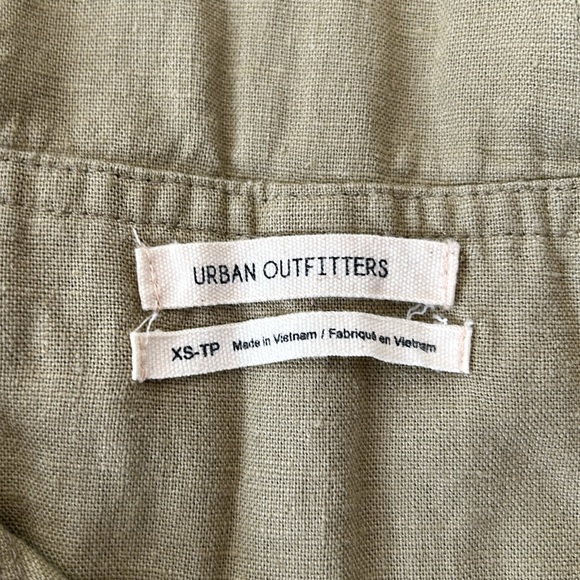 URBAN OUTFITTERS
XS-TP Made in Vietnam / Fabriqué en Vietnam